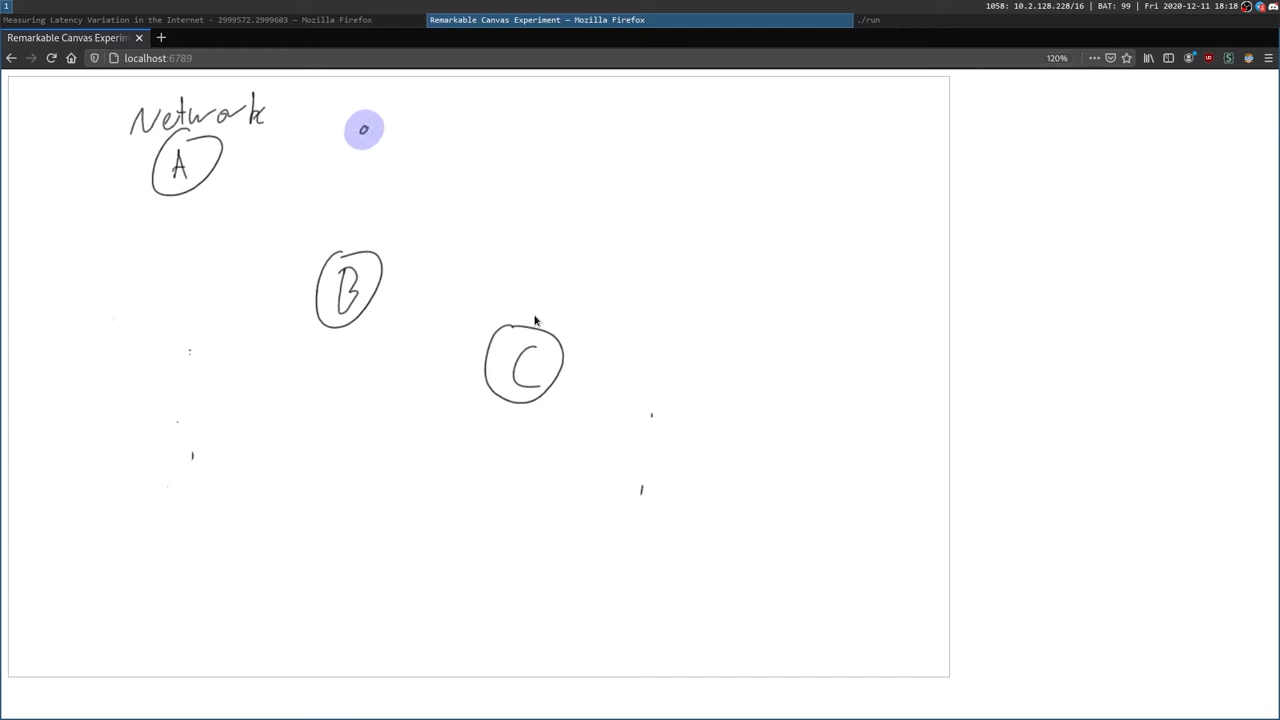 1
1058: 10.2.128.228/16 | BAT: 99 | Fri 2020-12-11 18:18
Measuring Latency Variation in the Internet - 2999572.2999603 — Mozilla Firefox
Remarkable Canvas Experiment — Mozilla Firefox
./run
Remarkable Canvas Experim
localhost:6789
120%
Network
A
B
C